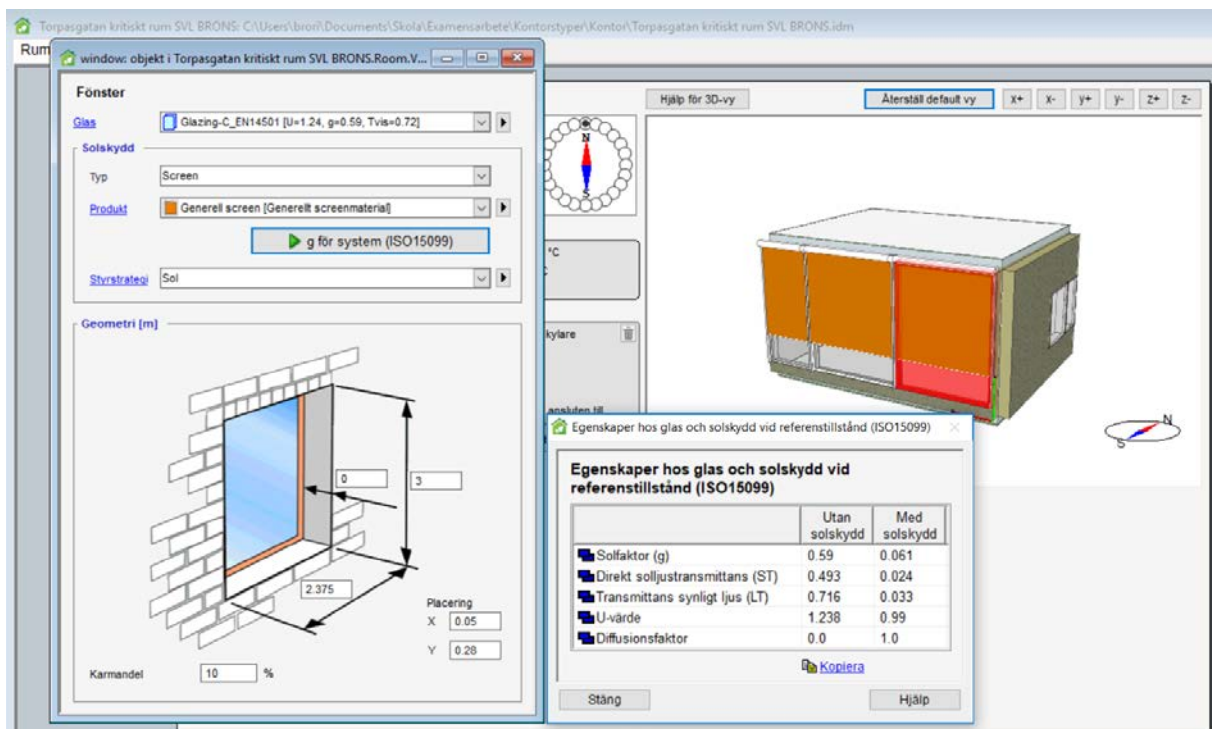 Torpasgatan kritiskt rum SVL BRONS: C:\Users\brori\Documents\Skola\Examensarbete\Kontorstyper\Kontor\Torpasgatan kritiskt rum SVL BRONS.idm
Rum
window: objekt i Torpasgatan kritiskt rum SVL BRONS.Room.V...
Fönster
Glas
Glazing-C_EN14501 [U=1.24, g=0.59, Tvis=0.72]
Solskydd
Typ
Screen
Produkt
Generell screen [Generellt screenmaterial]
g för system (ISO15099)
Styrstrategi
Sol
Geometri [m]
0
3
2.375
Placering
X 0.05
Y 0.28
Karmandel 10 %
N
S
°C
kylare
ansluten till
Hjälp för 3D-vy
Återställ default vy
x+ x- y+ y- z+ z-
N
S
Egenskaper hos glas och solskydd vid referenstillstånd (ISO15099)
Egenskaper hos glas och solskydd vid
referenstillstånd (ISO15099)
Utan solskydd Med solskydd
Solfaktor (g) 0.59 0.061
Direkt solljustransmittans (ST) 0.493 0.024
Transmittans synligt ljus (LT) 0.716 0.033
U-värde 1.238 0.99
Diffusionsfaktor 0.0 1.0
Kopiera
Stäng Hjälp